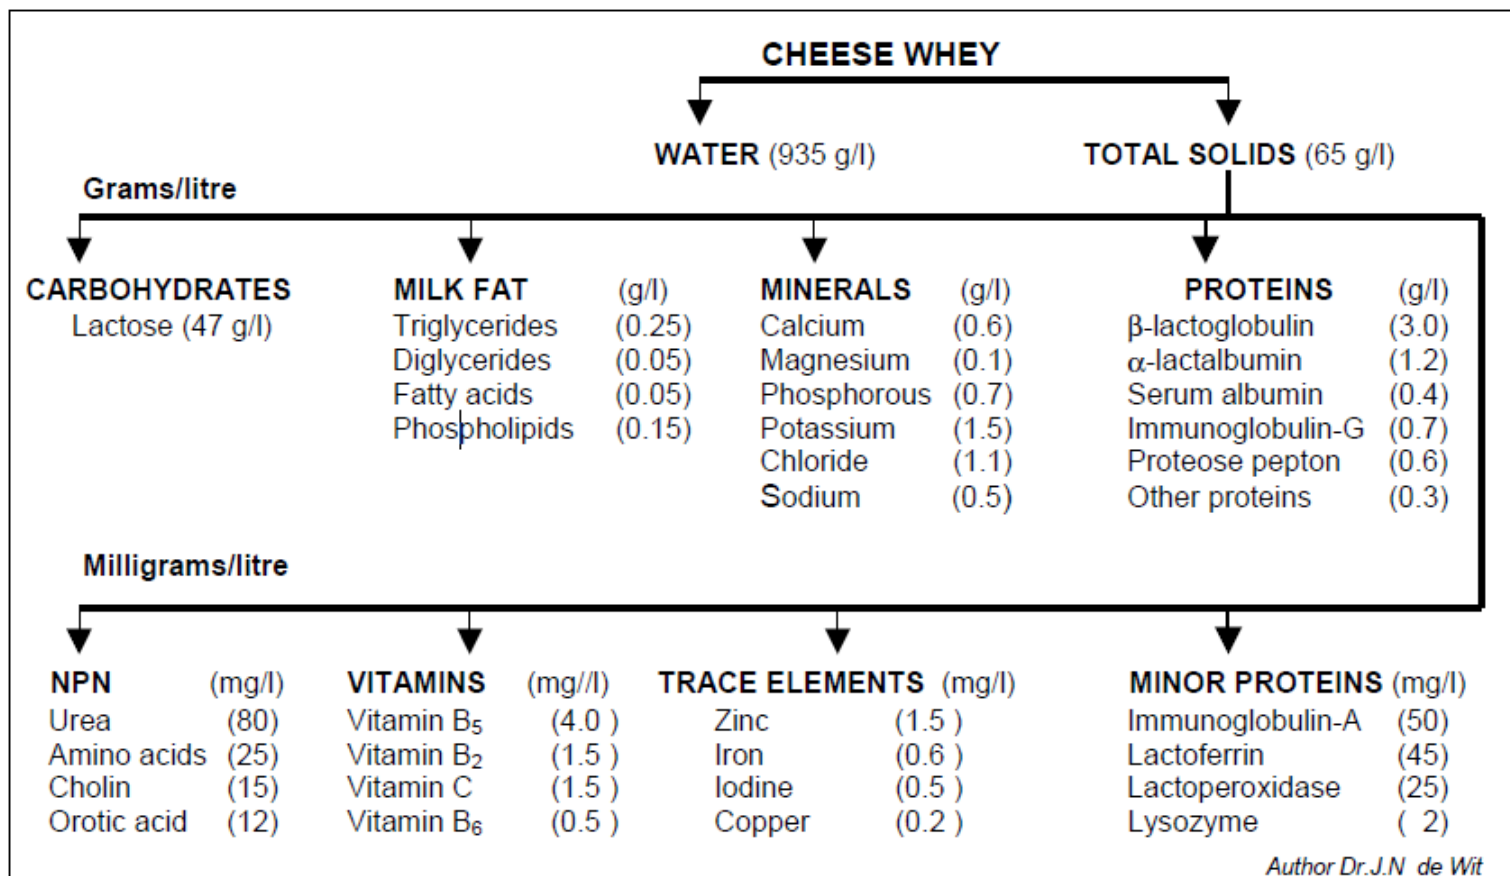 CHEESE WHEY
WATER (935 g/l) TOTAL SOLIDS (65 g/l)
Grams/litre
CARBOHYDRATES MILK FAT (g/l) MINERALS (g/l) PROTEINS (g/l)
Lactose (47 g/l) Triglycerides (0.25) Calcium (0.6) β-lactoglobulin (3.0)
Diglycerides (0.05) Magnesium (0.1) α-lactalbumin (1.2)
Fatty acids (0.05) Phosphorous (0.7) Serum albumin (0.4)
Phospholipids (0.15) Potassium (1.5) Immunoglobulin-G (0.7)
Chloride (1.1) Proteose pepton (0.6)
Sodium (0.5) Other proteins (0.3)
Milligrams/litre
NPN (mg/l) VITAMINS (mg//l) TRACE ELEMENTS (mg/l) MINOR PROTEINS (mg/l)
Urea (80) Vitamin B5 (4.0 ) Zinc (1.5 ) Immunoglobulin-A (50)
Amino acids (25) Vitamin B2 (1.5 ) Iron (0.6 ) Lactoferrin (45)
Cholin (15) Vitamin C (1.5 ) Iodine (0.5 ) Lactoperoxidase (25)
Orotic acid (12) Vitamin B6 (0.5 ) Copper (0.2 ) Lysozyme ( 2)
Author Dr.J.N de Wit